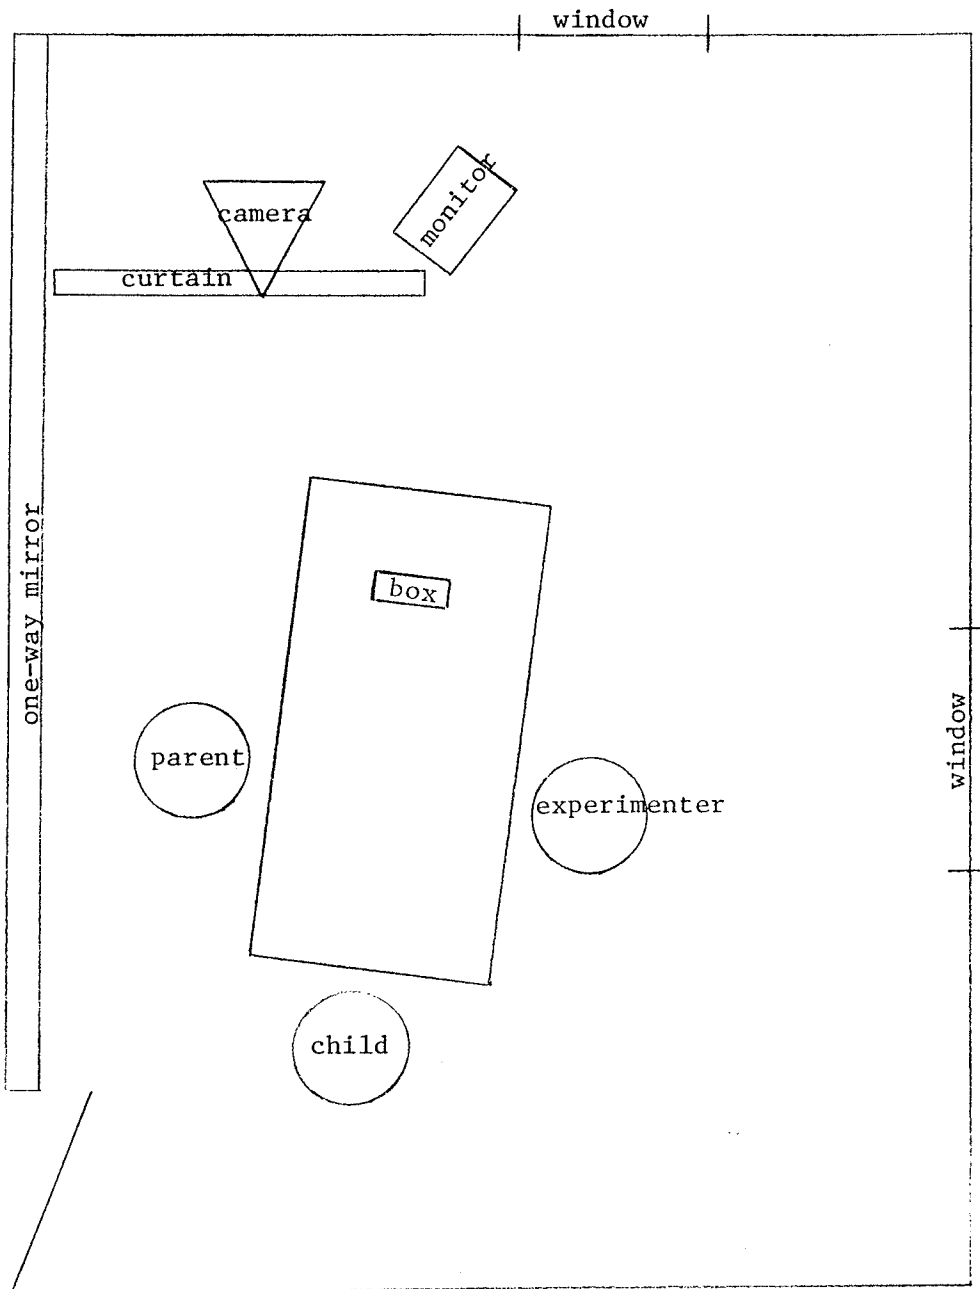 window
monitor
camera
curtain
one-way mirror
box
window
parent
experimenter
child